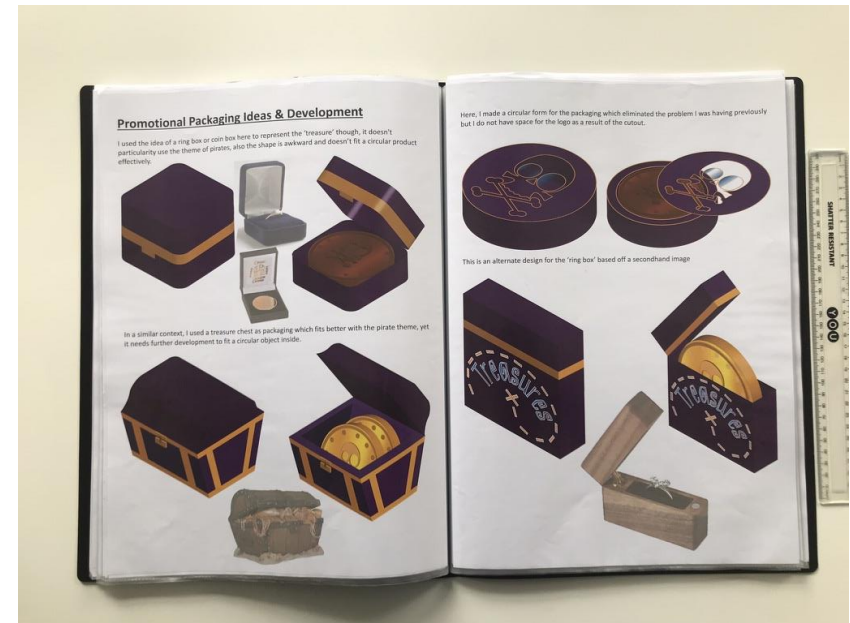 Promotional Packaging Ideas & Development
I used the idea of a ring box or coin box here to represent the 'treasure' though, it doesn't
particularity use the theme of pirates, also the shape is awkward and doesn't fit a circular product
effectively.
In a similar context, I used a treasure chest as packaging which fits better with the pirate theme, yet
it needs further development to fit a circular object inside.
Here, I made a circular form for the packaging which eliminated the problem I was having previously
but I do not have space for the logo as a result of the cutout.
This is an alternate design for the 'ring box' based off a secondhand image
Treasures
Treasures
SHATTER RESISTANT
YOU